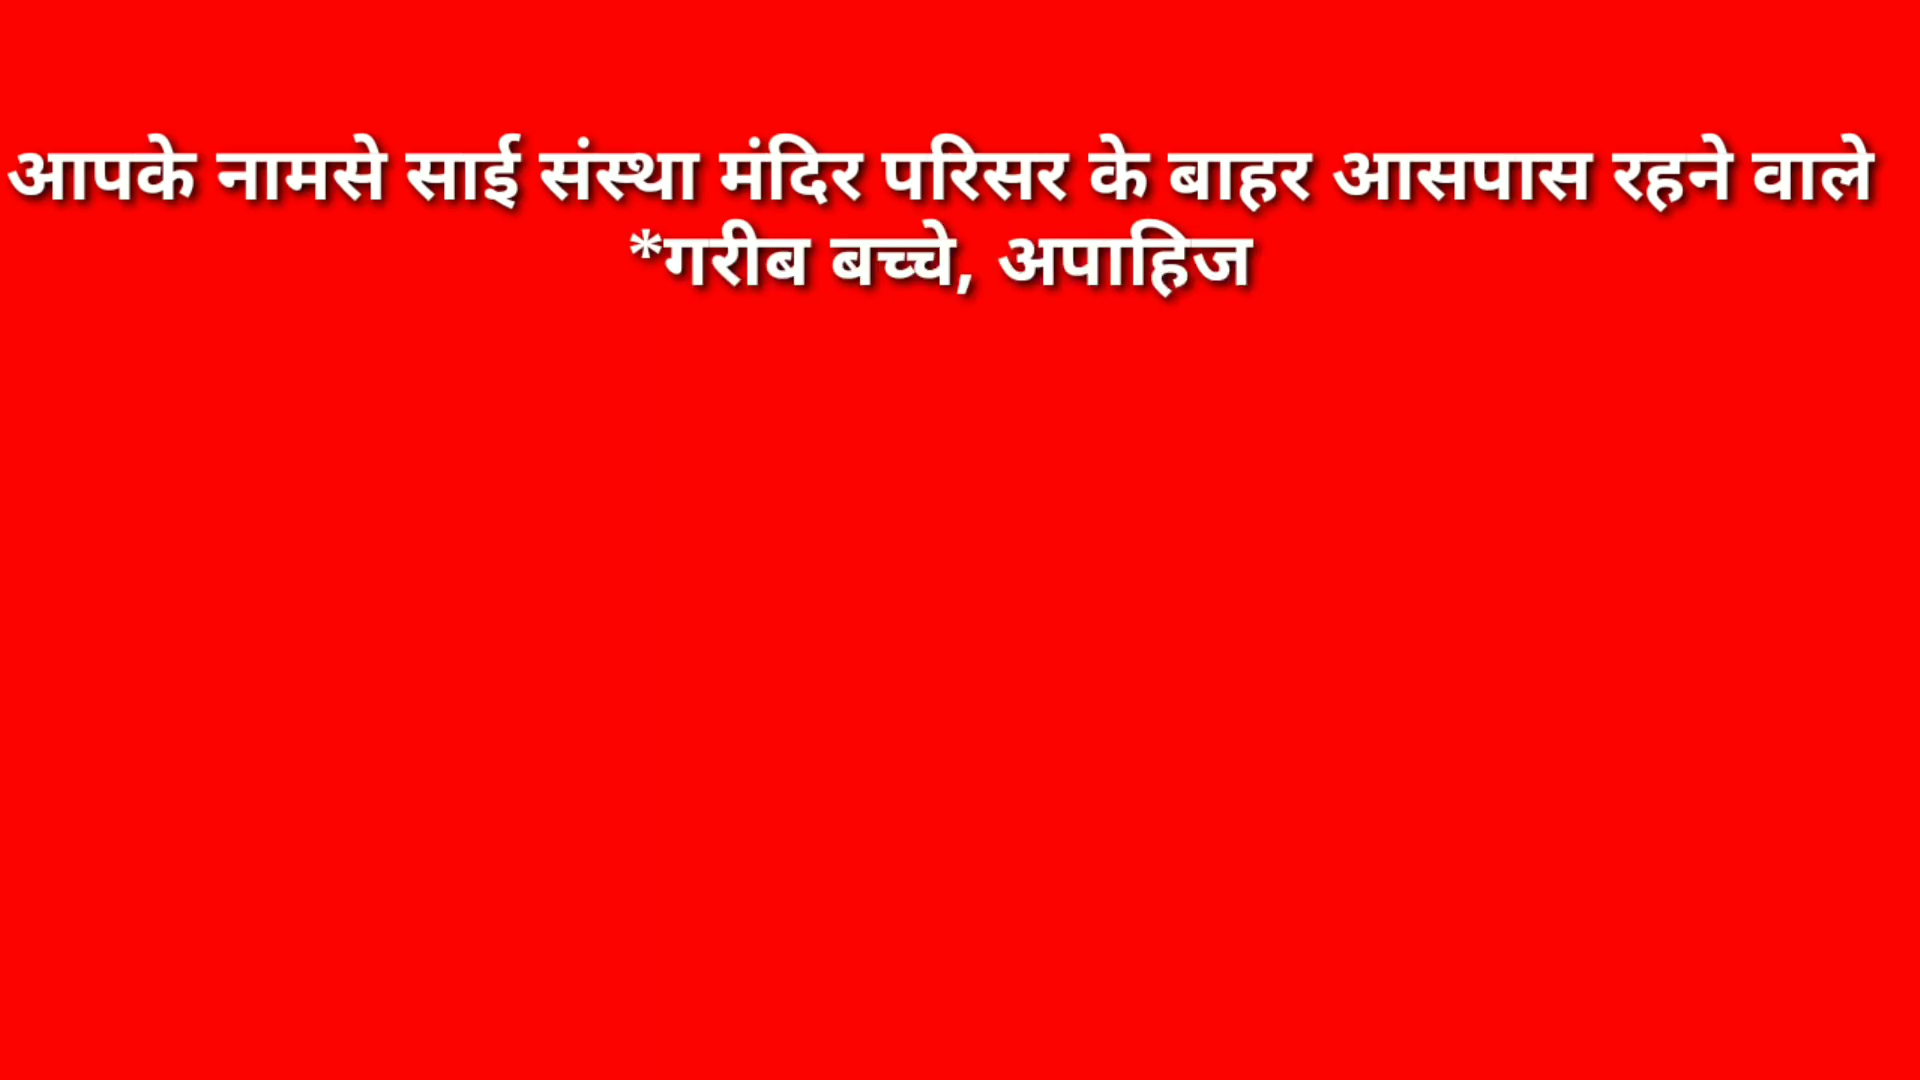 आपके नामसे साई संस्था मंदिर परिसर के बाहर आसपास रहने वाले
*गरीब बच्चे, अपाहिज